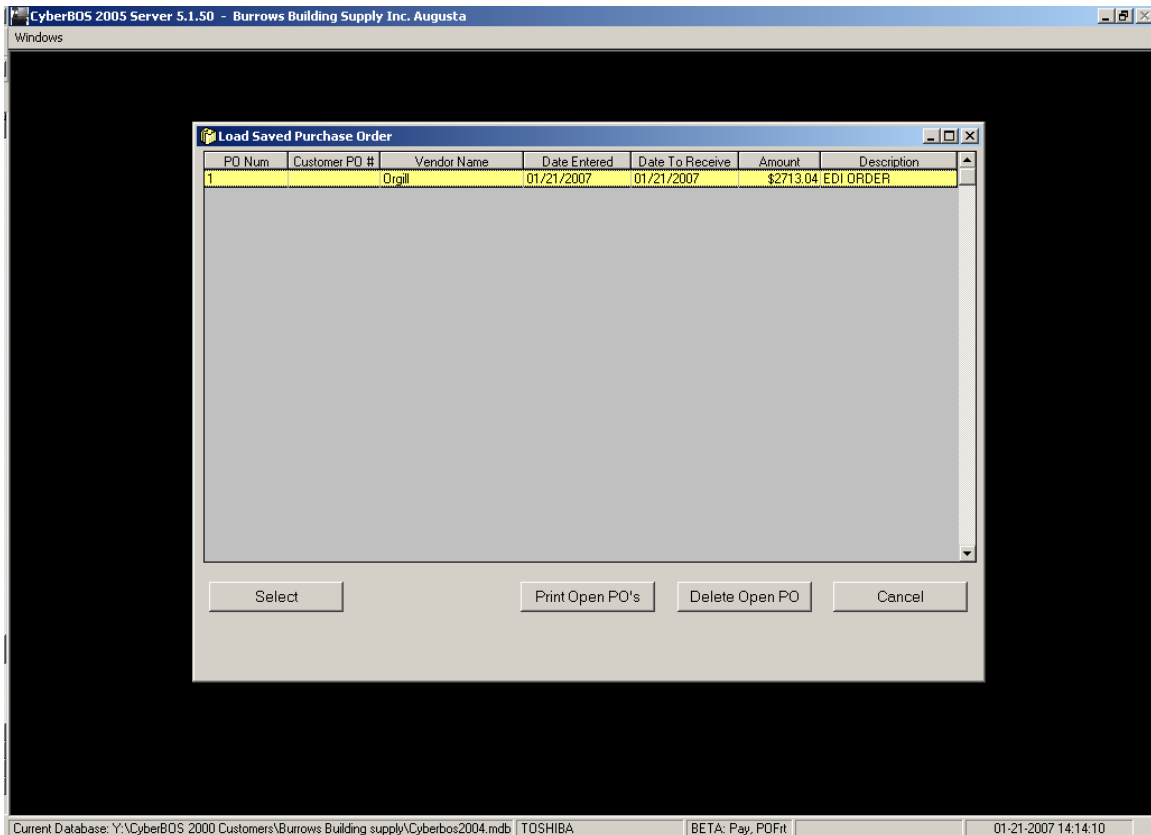 CyberBOS 2005 Server 5.1.50 - Burrows Building Supply Inc. Augusta
Windows
Load Saved Purchase Order
PO Num Customer PO # Vendor Name Date Entered Date To Receive Amount Description
1 Orgill 01/21/2007 01/21/2007 $2713.04 EDI ORDER
Select Print Open PO's Delete Open PO Cancel
Current Database: Y:\CyberBOS 2000 Customers\Burrows Building supply\Cyberbos2004.mdb TOSHIBA BETA: Pay, POFrt 01-21-2007 14:14:10